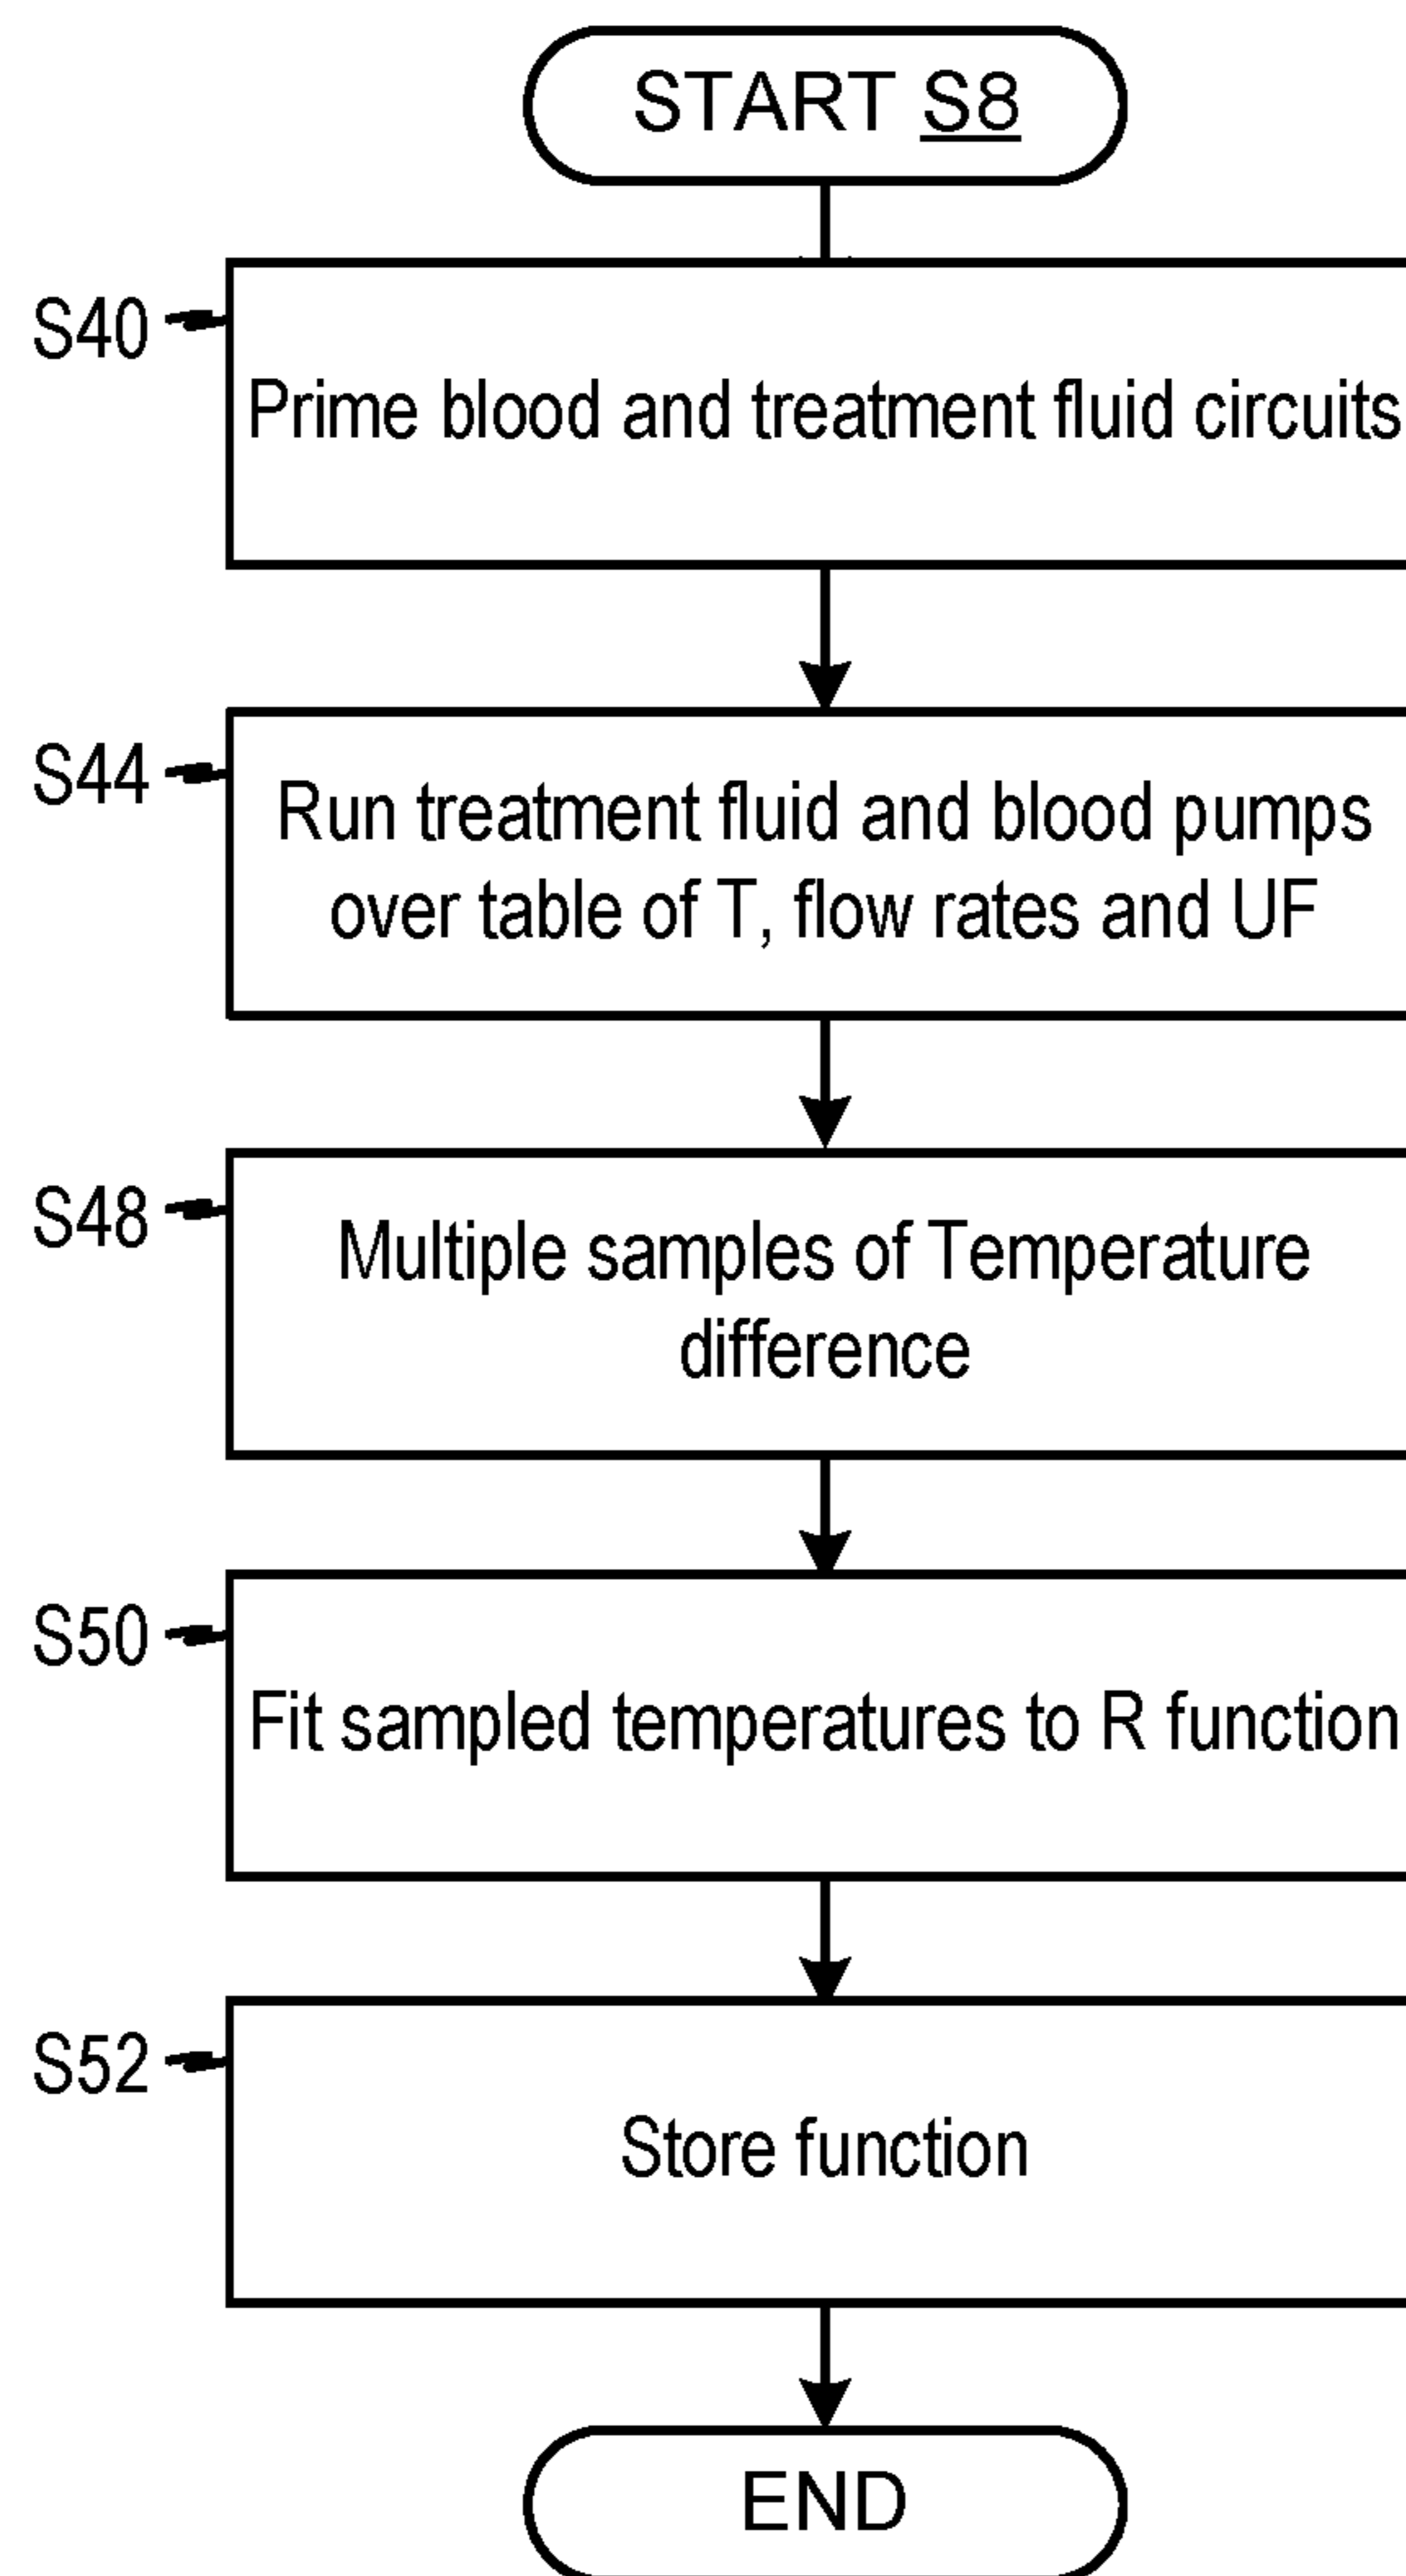 START S8
S40
Prime blood and treatment fluid circuits
S44
Run treatment fluid and blood pumps
over table of T, flow rates and UF
S48
Multiple samples of Temperature
difference
S50
Fit sampled temperatures to R function
S52
Store function
END